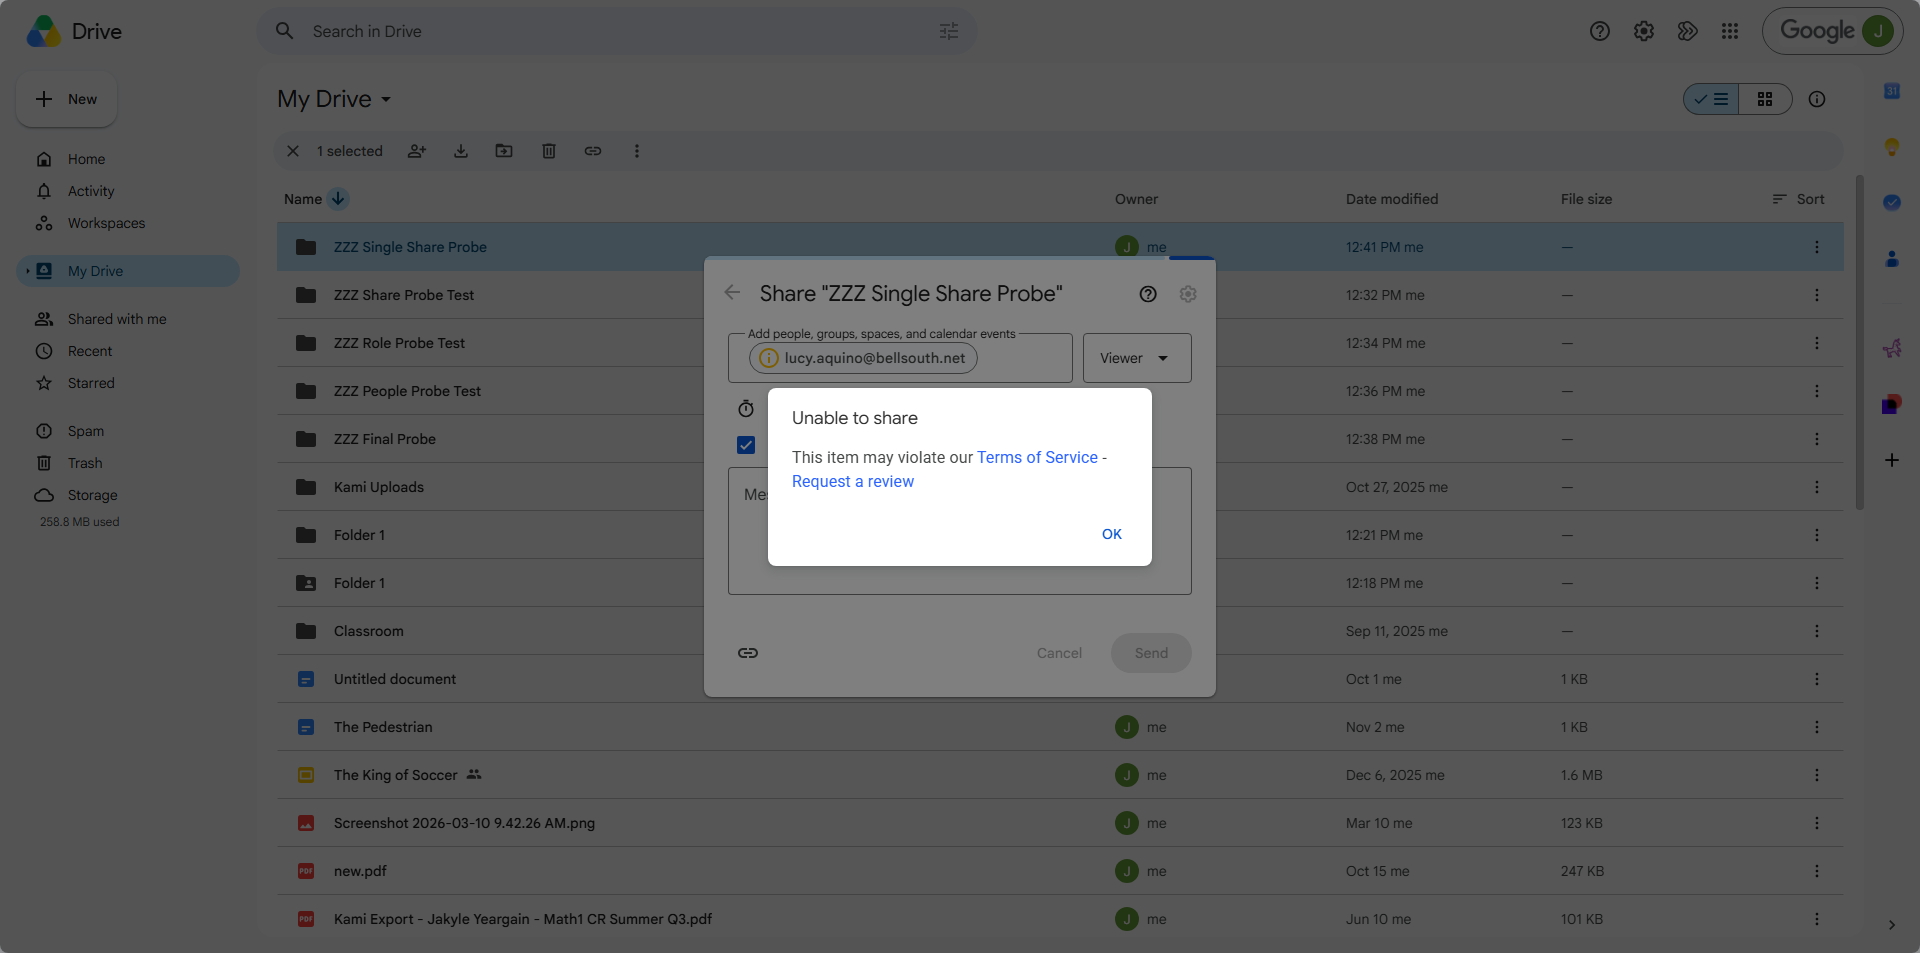 Drive
Search in Drive
Google J
New
My Drive
31
1 selected
Home
Activity
Workspaces
My Drive
Shared with me
Recent
Starred
Spam
Trash
Storage
258.8 MB used
Name Owner Date modified File size Sort
ZZZ Single Share Probe J me 12:41 PM me —
ZZZ Share Probe Test 12:32 PM me —
ZZZ Role Probe Test 12:34 PM me —
ZZZ People Probe Test 12:36 PM me —
ZZZ Final Probe 12:38 PM me —
Kami Uploads Oct 27, 2025 me —
Folder 1 12:21 PM me —
Folder 1 12:18 PM me —
Classroom Sep 11, 2025 me —
Untitled document Oct 1 me 1 KB
The Pedestrian J me Nov 2 me 1 KB
The King of Soccer J me Dec 6, 2025 me 1.6 MB
Screenshot 2026-03-10 9.42.26 AM.png J me Mar 10 me 123 KB
PDF new.pdf J me Oct 15 me 247 KB
PDF Kami Export - Jakyle Yeargain - Math1 CR Summer Q3.pdf J me Jun 10 me 101 KB
Share "ZZZ Single Share Probe"
Add people, groups, spaces, and calendar events
lucy.aquino@bellsouth.net
Viewer
Unable to share
This item may violate our Terms of Service -
Request a review
OK
Cancel
Send